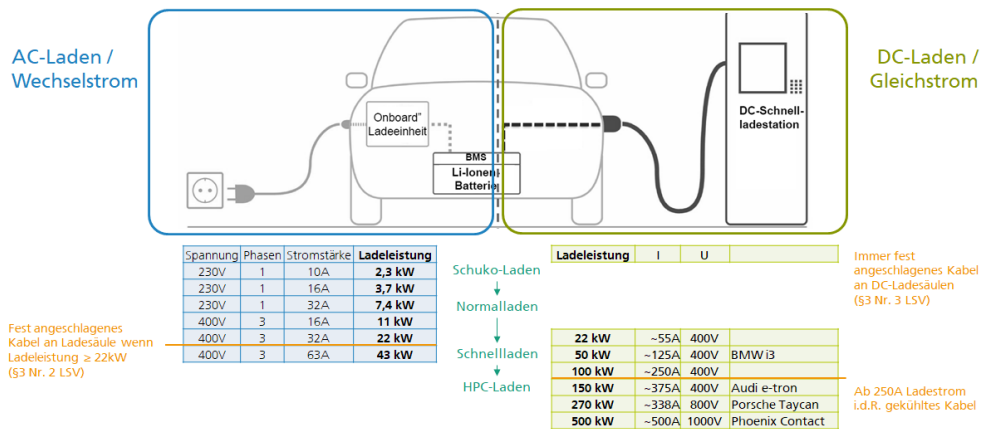 AC-Laden /
Wechselstrom
DC-Laden /
Gleichstrom
Onboard"
Ladeeinheit
BMS
Li-Ionen-
Batterie
DC-Schnell-
ladestation
Spannung Phasen Stromstärke Ladeleistung
230V 1 10A 2,3 kW
230V 1 16A 3,7 kW
230V 1 32A 7,4 kW
400V 3 16A 11 kW
400V 3 32A 22 kW
400V 3 63A 43 kW
Fest angeschlagenes
Kabel an Ladesäule wenn
Ladeleistung ≥ 22kW
(§3 Nr. 2 LSV)
Schuko-Laden
Normalladen
Schnellladen
HPC-Laden
Ladeleistung I U
22 kW ~55A 400V
50 kW ~125A 400V BMW i3
100 kW ~250A 400V
150 kW ~375A 400V Audi e-tron
270 kW ~338A 800V Porsche Taycan
500 kW ~500A 1000V Phoenix Contact
Immer fest
angeschlagenes Kabel
an DC-Ladesäulen
(§3 Nr. 3 LSV)
Ab 250A Ladestrom
i.d.R. gekühltes Kabel